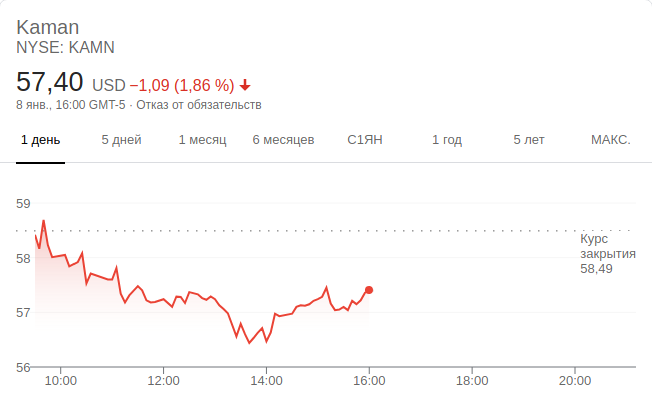 Kaman
NYSE: KAMN
57,40 USD −1,09 (1,86 %)
8 янв., 16:00 GMT-5 · Отказ от обязательств
1 день 5 дней 1 месяц 6 месяцев С1ЯН 1 год 5 лет МАКС.
59
58
57
56
Курс
закрытия
58,49
10:00 12:00 14:00 16:00 18:00 20:00